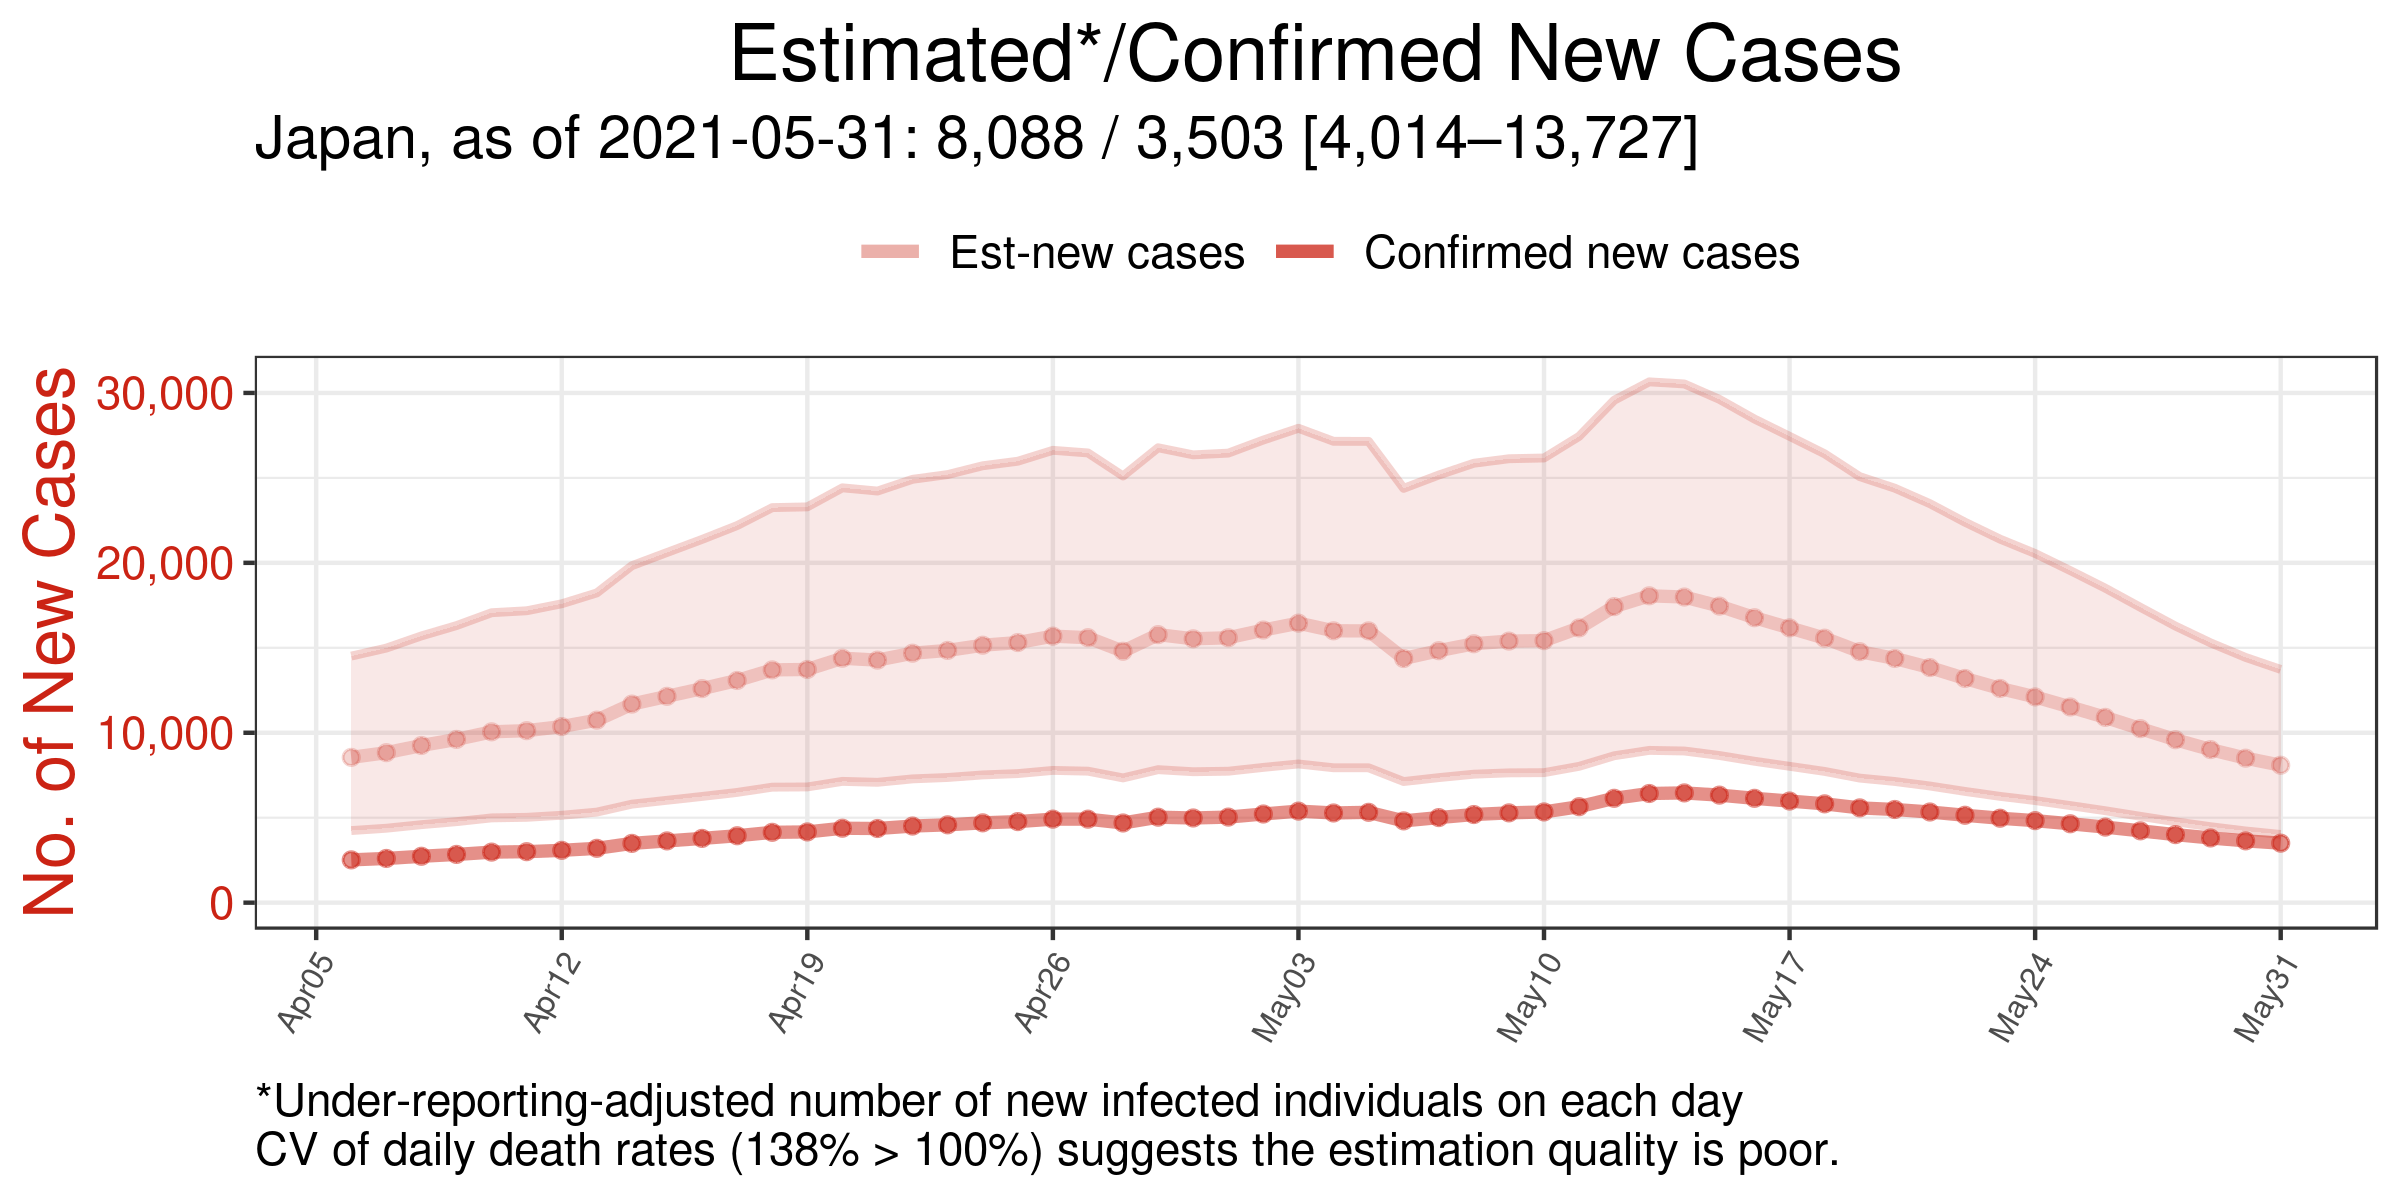 Estimated*/Confirmed New Cases
Japan, as of 2021-05-31: 8,088 / 3,503 [4,014–13,727]
Est-new cases
Confirmed new cases
No. of New Cases
30,000
20,000
10,000
0
Apr05
Apr12
Apr19
Apr26
May03
May10
May17
May24
May31
*Under-reporting-adjusted number of new infected individuals on each day
CV of daily death rates (138% > 100%) suggests the estimation quality is poor.